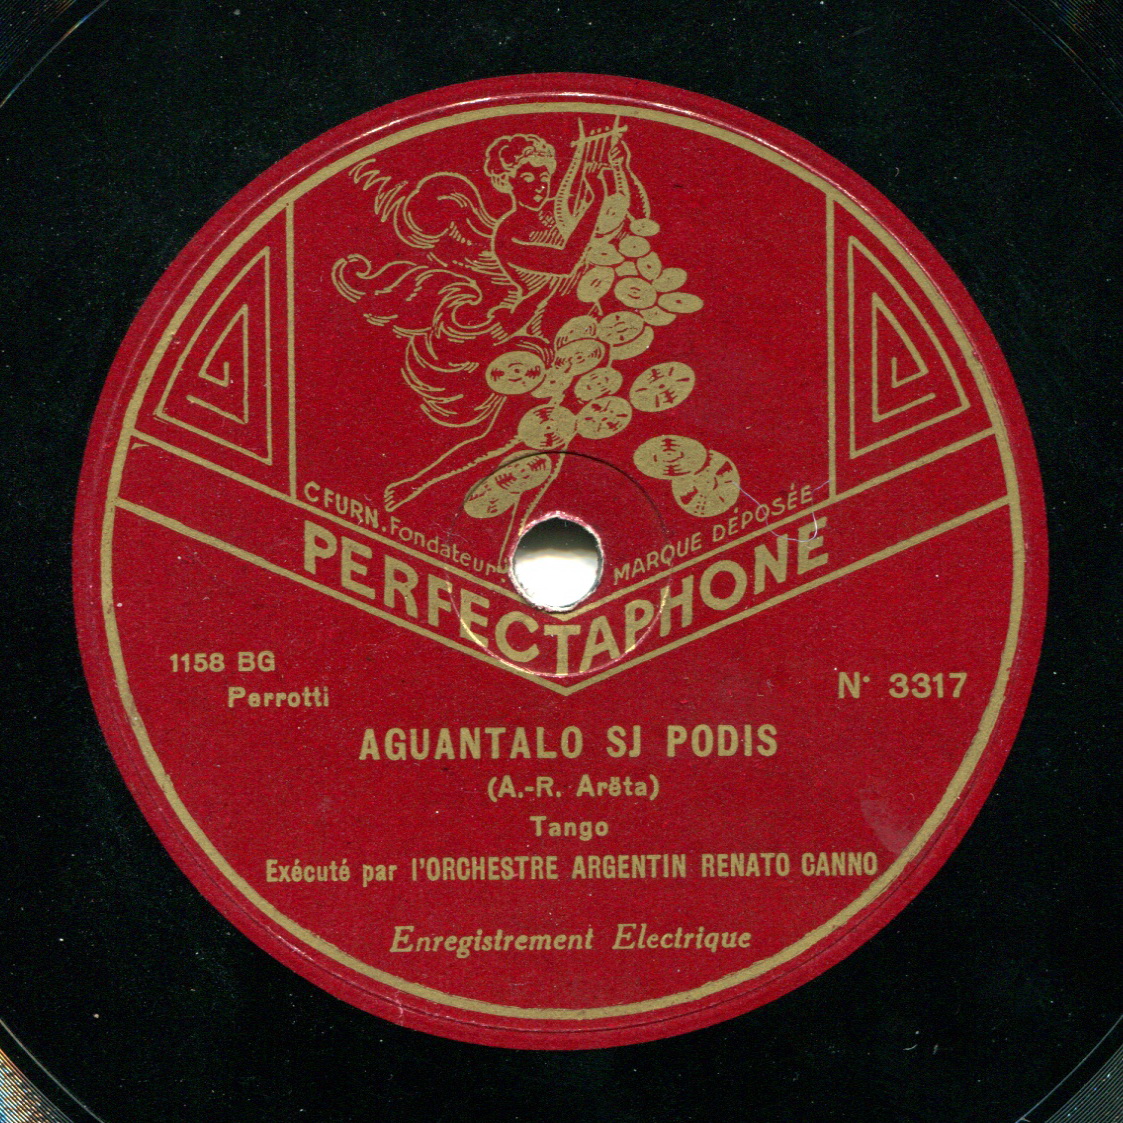 C FURN. Fondateur
MARQUE DÉPOSÉE
PERFECTAPHONE
1158 BG
Perrotti
N· 3317
AGUANTALO SJ PODIS
(A.-R. Arëta)
Tango
Exécuté par l'ORCHESTRE ARGENTIN RENATO CANNO
Enregistrement Electrique